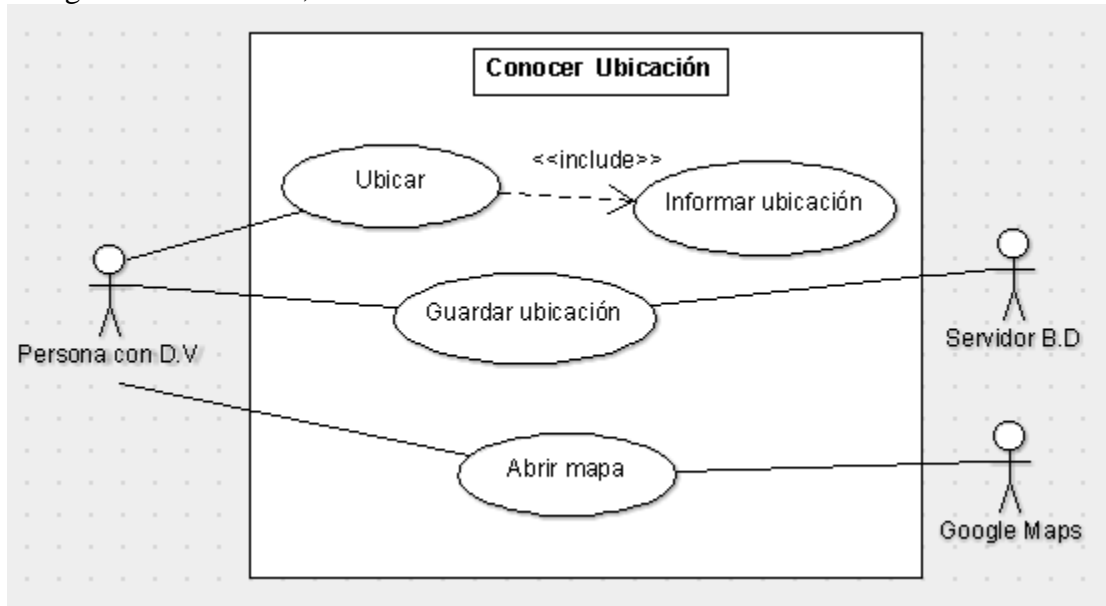 Conocer Ubicación
<<include>>
Ubicar
Informar ubicación
Guardar ubicación
Persona con D.V
Servidor B.D
Abrir mapa
Google Maps